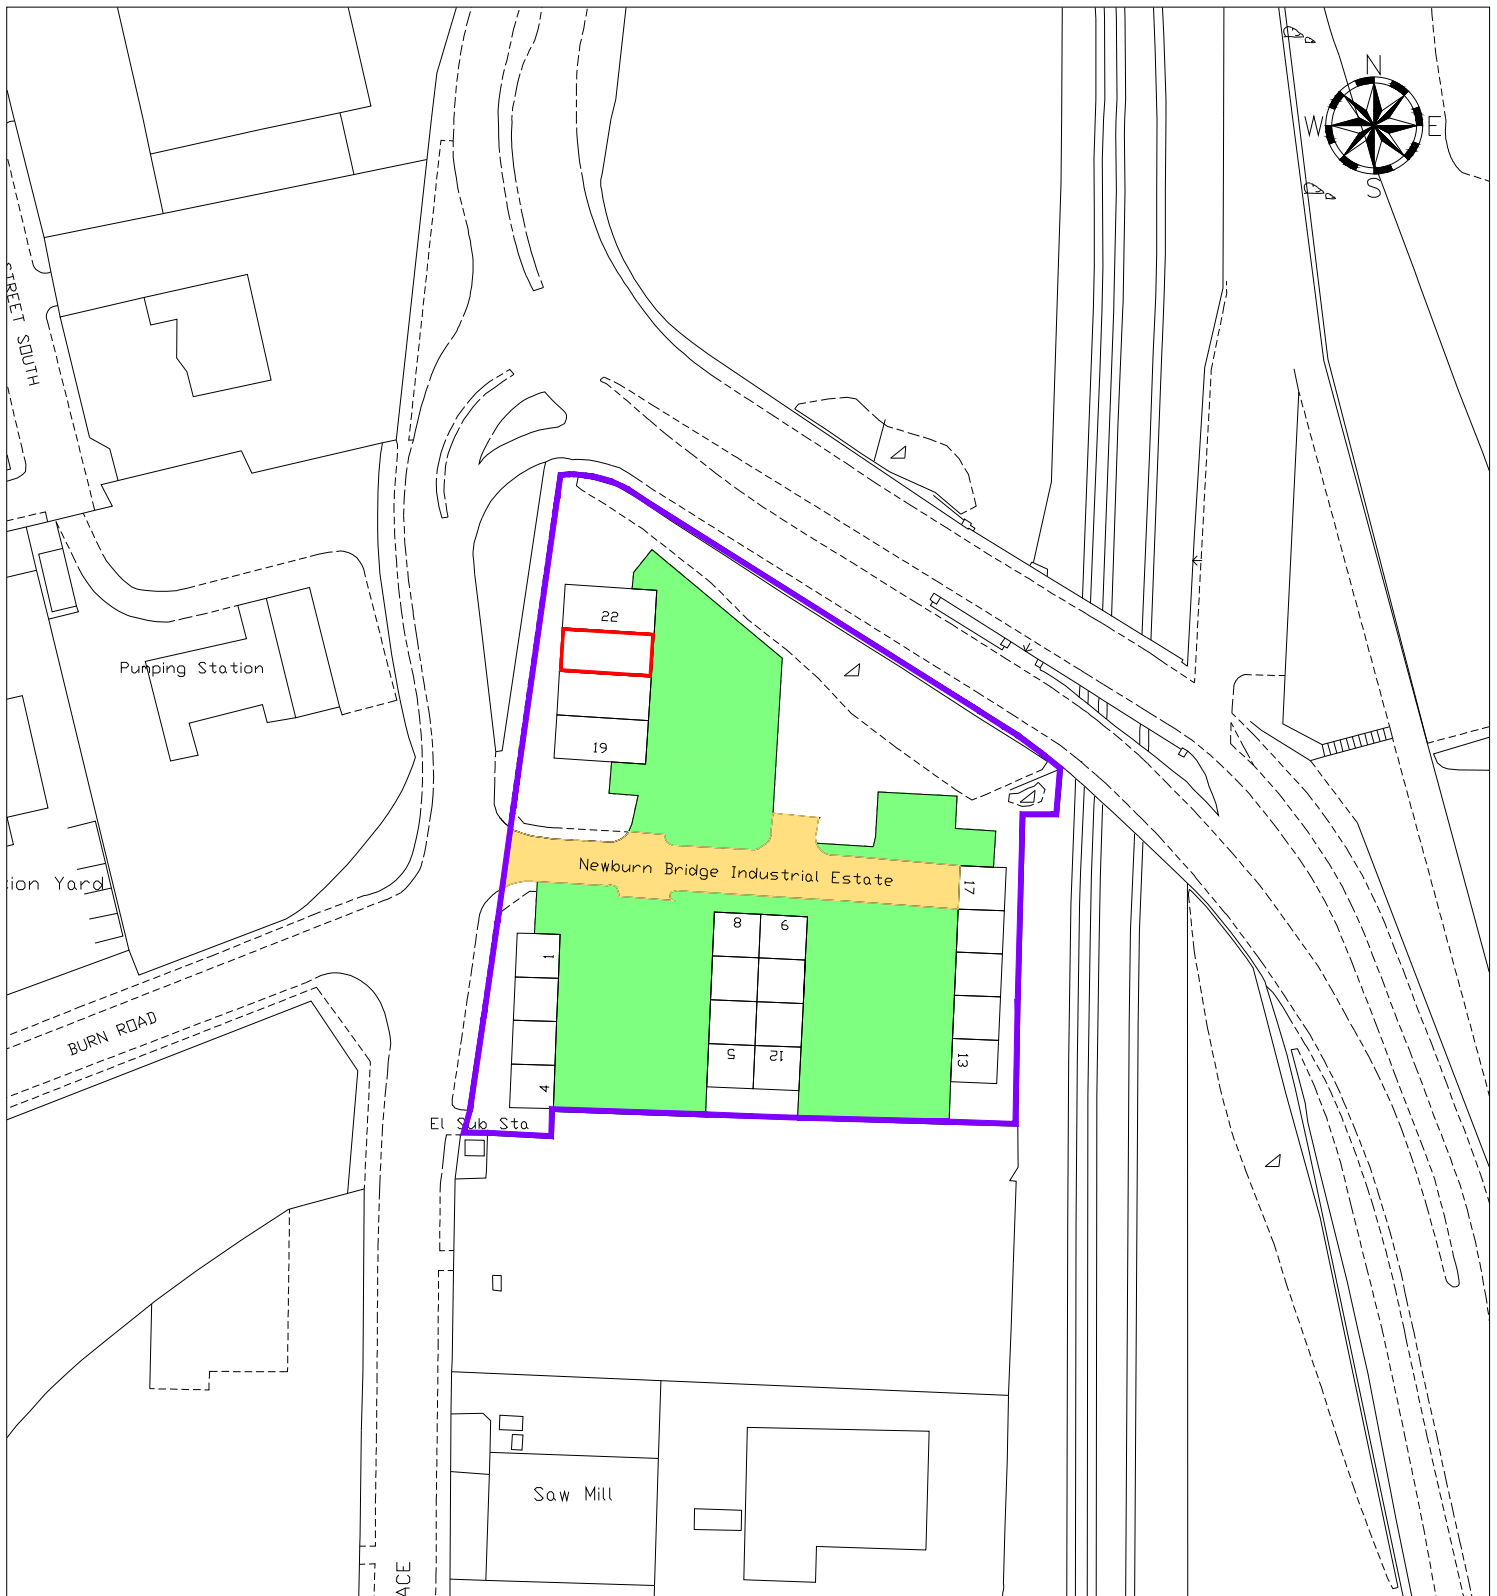 N
W E
S
STREET SOUTH
22
Pumping Station
19
Newburn Bridge Industrial Estate
17
8 6
1
BURN ROAD
5 12
13
4
El Sub Sta
Saw Mill